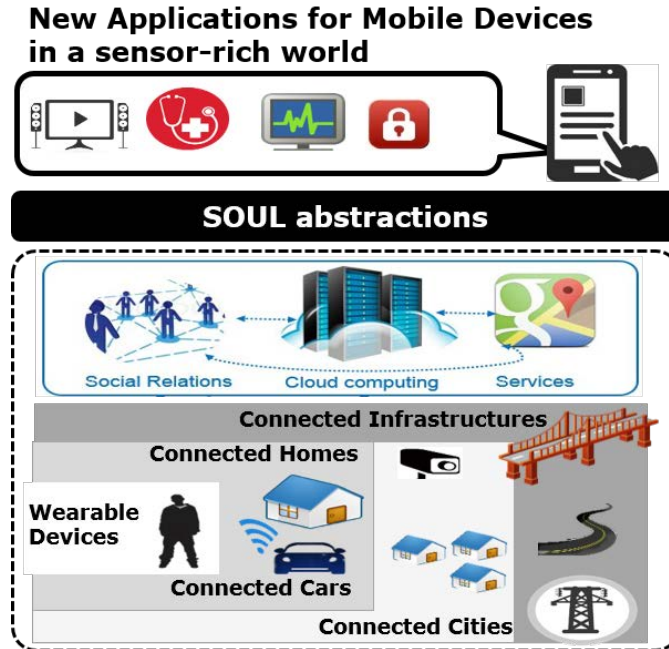 New Applications for Mobile Devices
in a sensor-rich world
SOUL abstractions
Social Relations
Cloud computing
Services
Connected Infrastructures
Connected Homes
Wearable
Devices
Connected Cars
Connected Cities